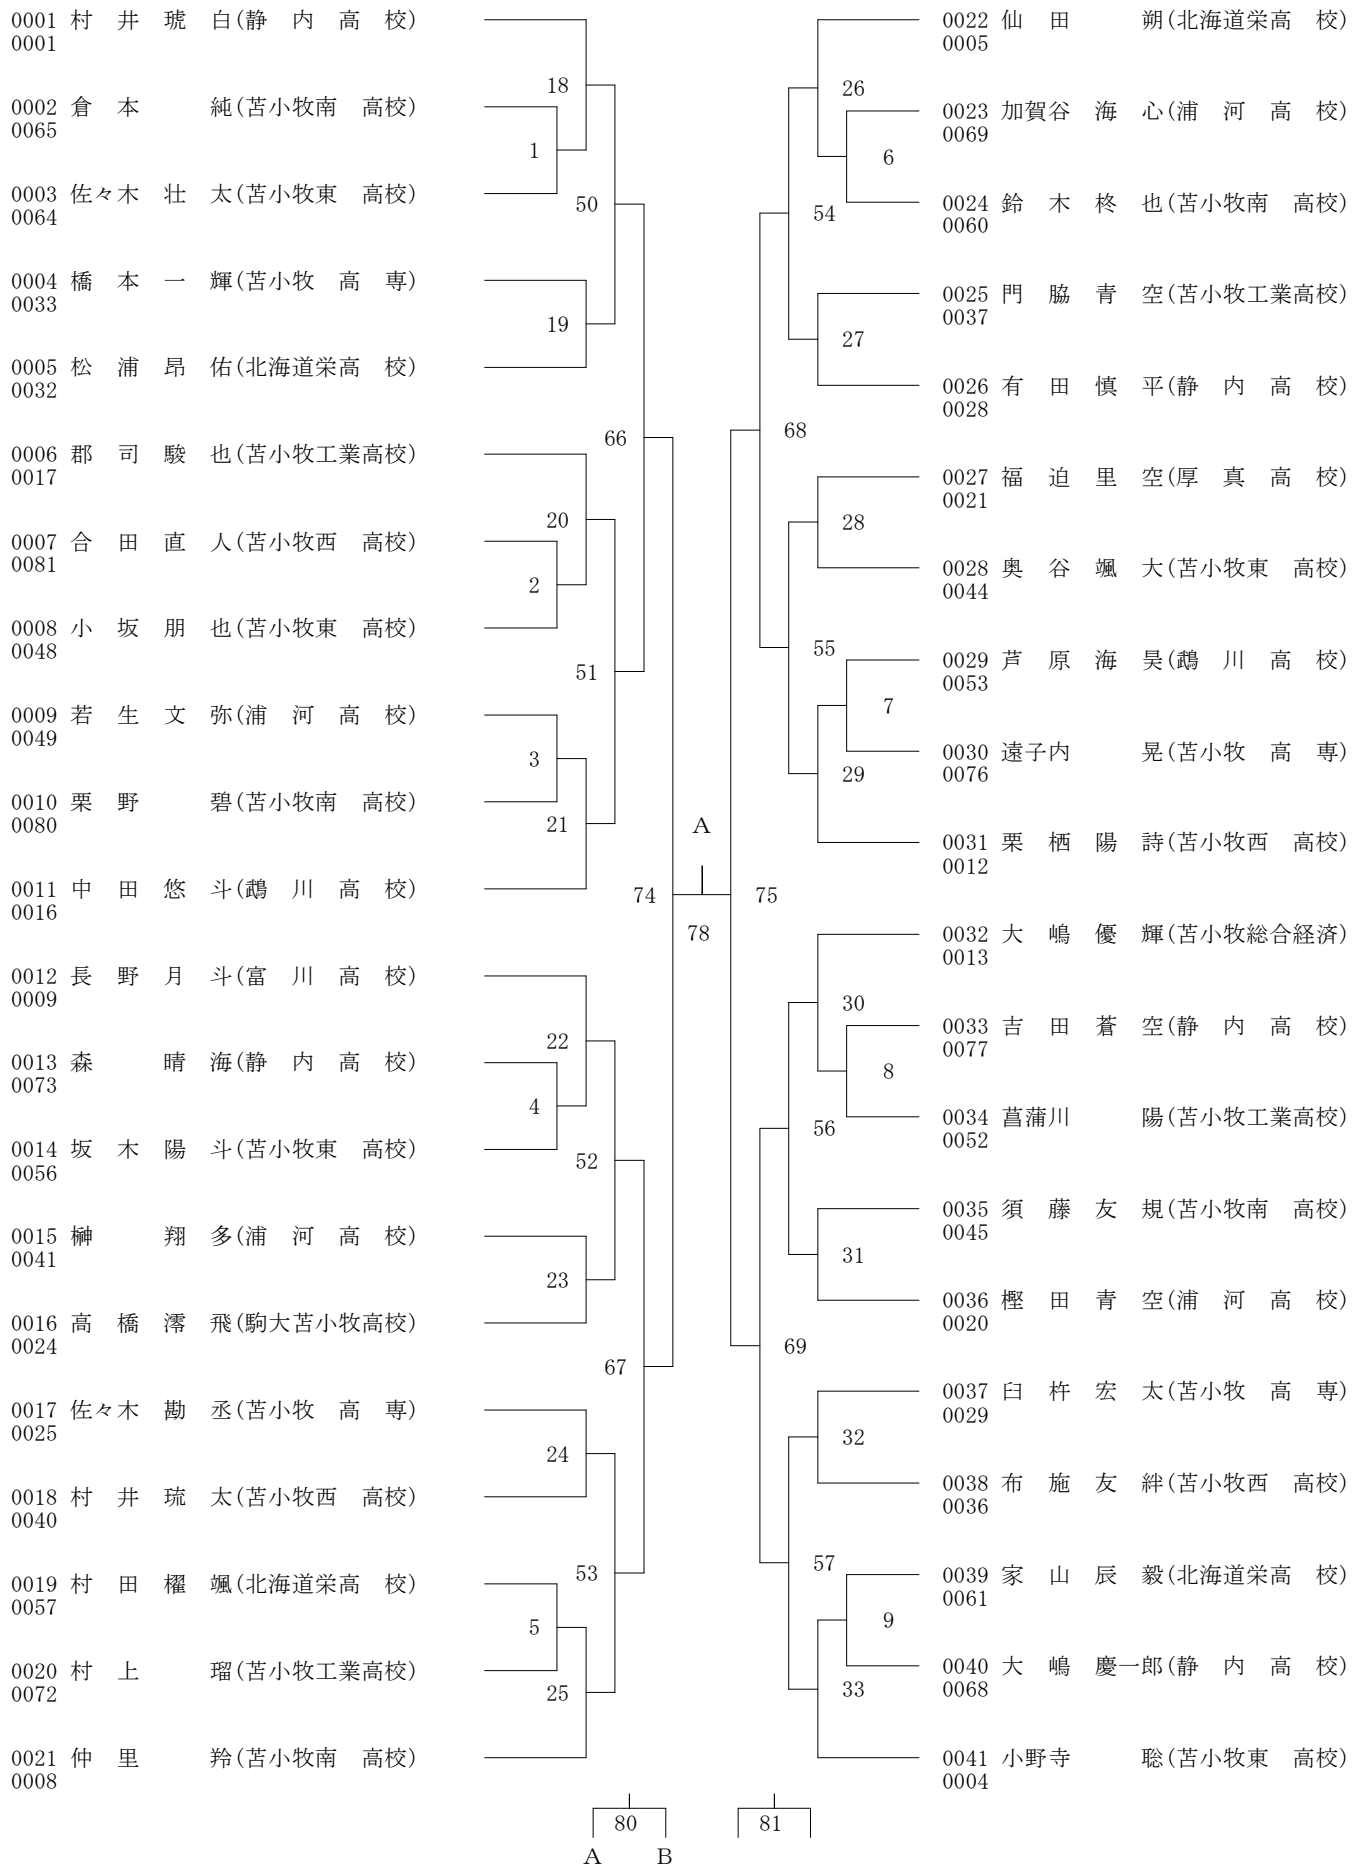 0001 村 井 琥 白(静 内 高 校)
0001
18
0002 倉 本 純(苫小牧南 高校)
0065
1
0003 佐々木 壮 太(苫小牧東 高校)
0064
50
0004 橋 本 一 輝(苫小牧 高 専)
0033
19
0005 松 浦 昂 佑(北海道栄高 校)
0032
66
0006 郡 司 駿 也(苫小牧工業高校)
0017
20
0007 合 田 直 人(苫小牧西 高校)
0081
2
0008 小 坂 朋 也(苫小牧東 高校)
0048
51
0009 若 生 文 弥(浦 河 高 校)
0049
3
0010 栗 野 碧(苫小牧南 高校)
0080
21
0011 中 田 悠 斗(鵡 川 高 校)
0016
74
0012 長 野 月 斗(富 川 高 校)
0009
22
0013 森 晴 海(静 内 高 校)
0073
4
0014 坂 木 陽 斗(苫小牧東 高校)
0056
52
0015 榊 翔 多(浦 河 高 校)
0041
23
0016 高 橋 澪 飛(駒大苫小牧高校)
0024
67
0017 佐々木 勘 丞(苫小牧 高 専)
0025
24
0018 村 井 琉 太(苫小牧西 高校)
0040
53
0019 村 田 櫂 颯(北海道栄高 校)
0057
5
0020 村 上 瑠(苫小牧工業高校)
0072
25
0021 仲 里 羚(苫小牧南 高校)
0008
A
78
0022 仙 田 朔(北海道栄高 校)
0005
26
0023 加賀谷 海 心(浦 河 高 校)
0069
6
0024 鈴 木 柊 也(苫小牧南 高校)
0060
54
0025 門 脇 青 空(苫小牧工業高校)
0037
27
0026 有 田 慎 平(静 内 高 校)
0028
68
0027 福 迫 里 空(厚 真 高 校)
0021
28
0028 奥 谷 颯 大(苫小牧東 高校)
0044
55
0029 芦 原 海 昊(鵡 川 高 校)
0053
7
0030 遠子内 晃(苫小牧 高 専)
0076
29
0031 栗 栖 陽 詩(苫小牧西 高校)
0012
75
0032 大 嶋 優 輝(苫小牧総合経済)
0013
30
0033 吉 田 蒼 空(静 内 高 校)
0077
8
0034 菖蒲川 陽(苫小牧工業高校)
0052
56
0035 須 藤 友 規(苫小牧南 高校)
0045
31
0036 樫 田 青 空(浦 河 高 校)
0020
69
0037 臼 杵 宏 太(苫小牧 高 専)
0029
32
0038 布 施 友 絆(苫小牧西 高校)
0036
57
0039 家 山 辰 毅(北海道栄高 校)
0061
9
0040 大 嶋 慶一郎(静 内 高 校)
0068
33
0041 小野寺 聡(苫小牧東 高校)
0004
80 81
A B